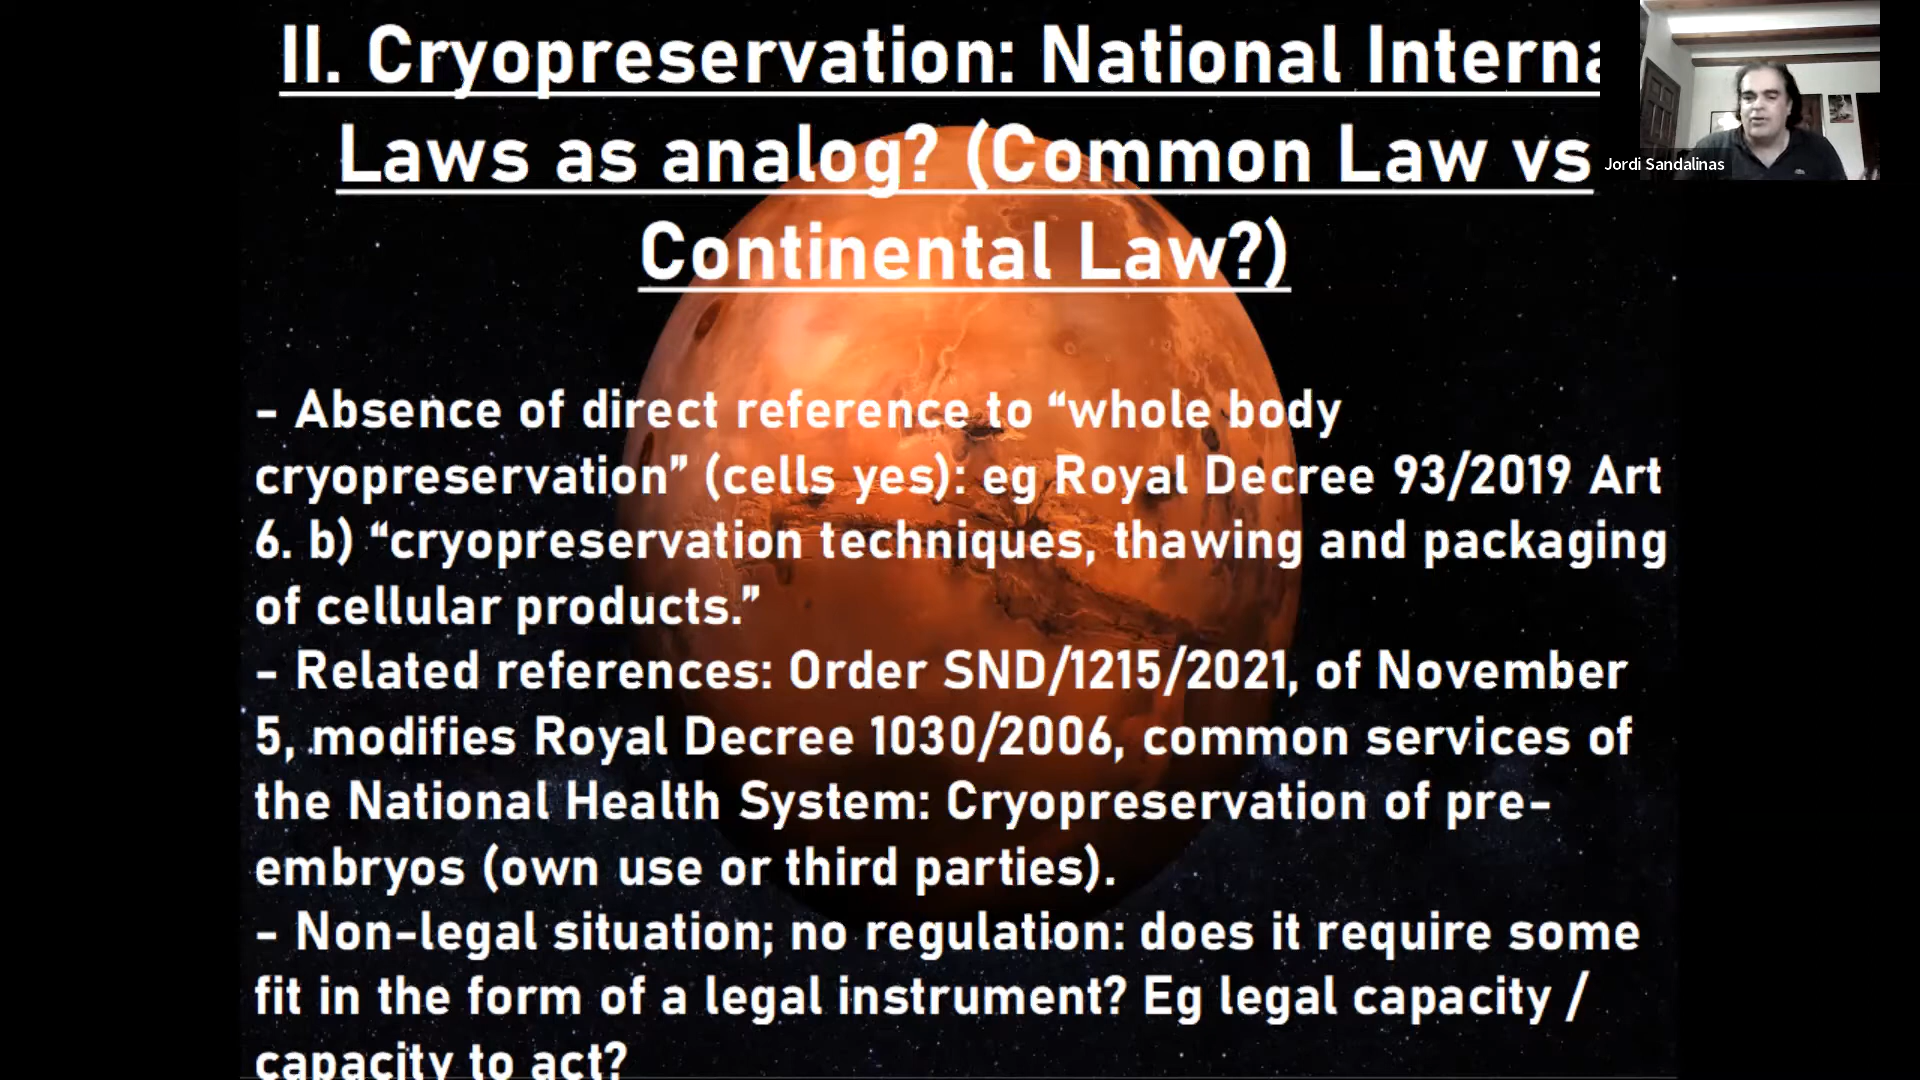 II. Cryopreservation: National Interna
Laws as analog? (Common Law vs
Continental Law?)
Jordi Sandalinas
- Absence of direct reference to “whole body
cryopreservation” (cells yes): eg Royal Decree 93/2019 Art
6. b) “cryopreservation techniques, thawing and packaging
of cellular products.”
- Related references: Order SND/1215/2021, of November
5, modifies Royal Decree 1030/2006, common services of
the National Health System: Cryopreservation of pre-
embryos (own use or third parties).
- Non-legal situation; no regulation: does it require some
fit in the form of a legal instrument? Eg legal capacity /
capacity to act?